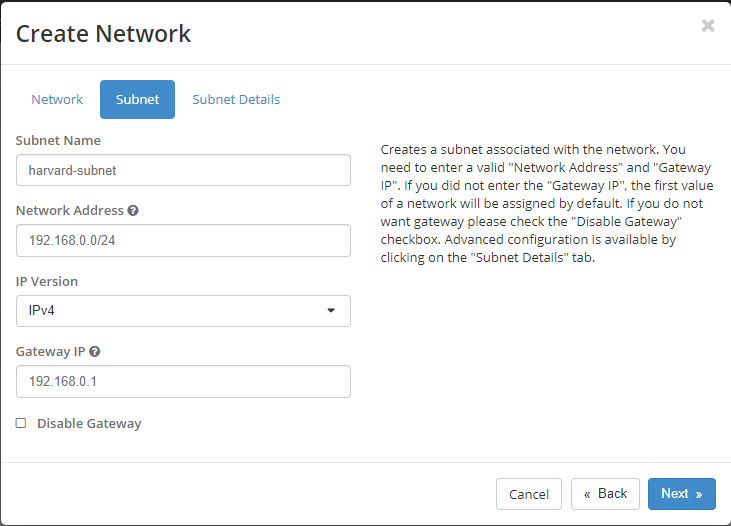 Create Network
×
Network
Subnet
Subnet Details
Subnet Name
harvard-subnet
Network Address ?
192.168.0.0/24
IP Version
IPv4
Gateway IP ?
192.168.0.1
Disable Gateway
Creates a subnet associated with the network. You
need to enter a valid "Network Address" and "Gateway
IP". If you did not enter the "Gateway IP", the first value
of a network will be assigned by default. If you do not
want gateway please check the "Disable Gateway"
checkbox. Advanced configuration is available by
clicking on the "Subnet Details" tab.
Cancel
« Back
Next »